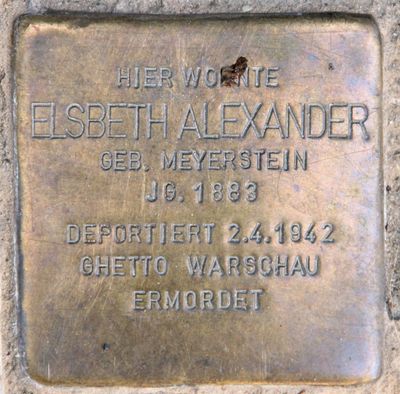 HIER WOHNTE
ELSBETH ALEXANDER
GEB. MEYERSTEIN
JG. 1883
DEPORTIERT 2.4.1942
GHETTO WARSCHAU
ERMORDET